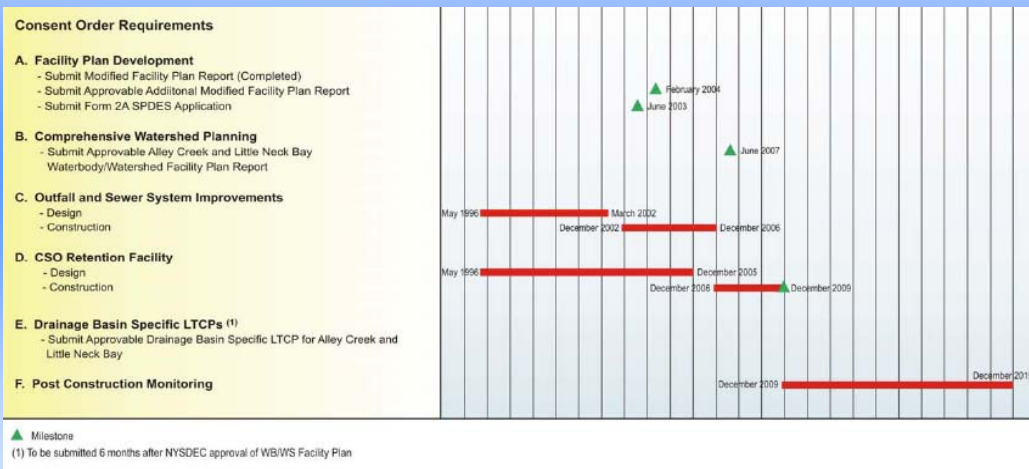 Consent Order Requirements
A. Facility Plan Development
- Submit Modified Facility Plan Report (Completed)
- Submit Approvable Addiitonal Modified Facility Plan Report
February 2004
- Submit Form 2A SPDES Application
June 2003
B. Comprehensive Watershed Planning
- Submit Approvable Alley Creek and Little Neck Bay
Waterbody/Watershed Facility Plan Report
June 2007
C. Outfall and Sewer System Improvements
- Design
May 1996
March 2002
- Construction
December 2002
December 2006
D. CSO Retention Facility
- Design
May 1996
December 2005
- Construction
December 2006
December 2009
E. Drainage Basin Specific LTCPs (1)
- Submit Approvable Drainage Basin Specific LTCP for Alley Creek and
Little Neck Bay
F. Post Construction Monitoring
December 2009
December
Milestone
(1) To be submitted 6 months after NYSDEC approval of WB/WS Facility Plan